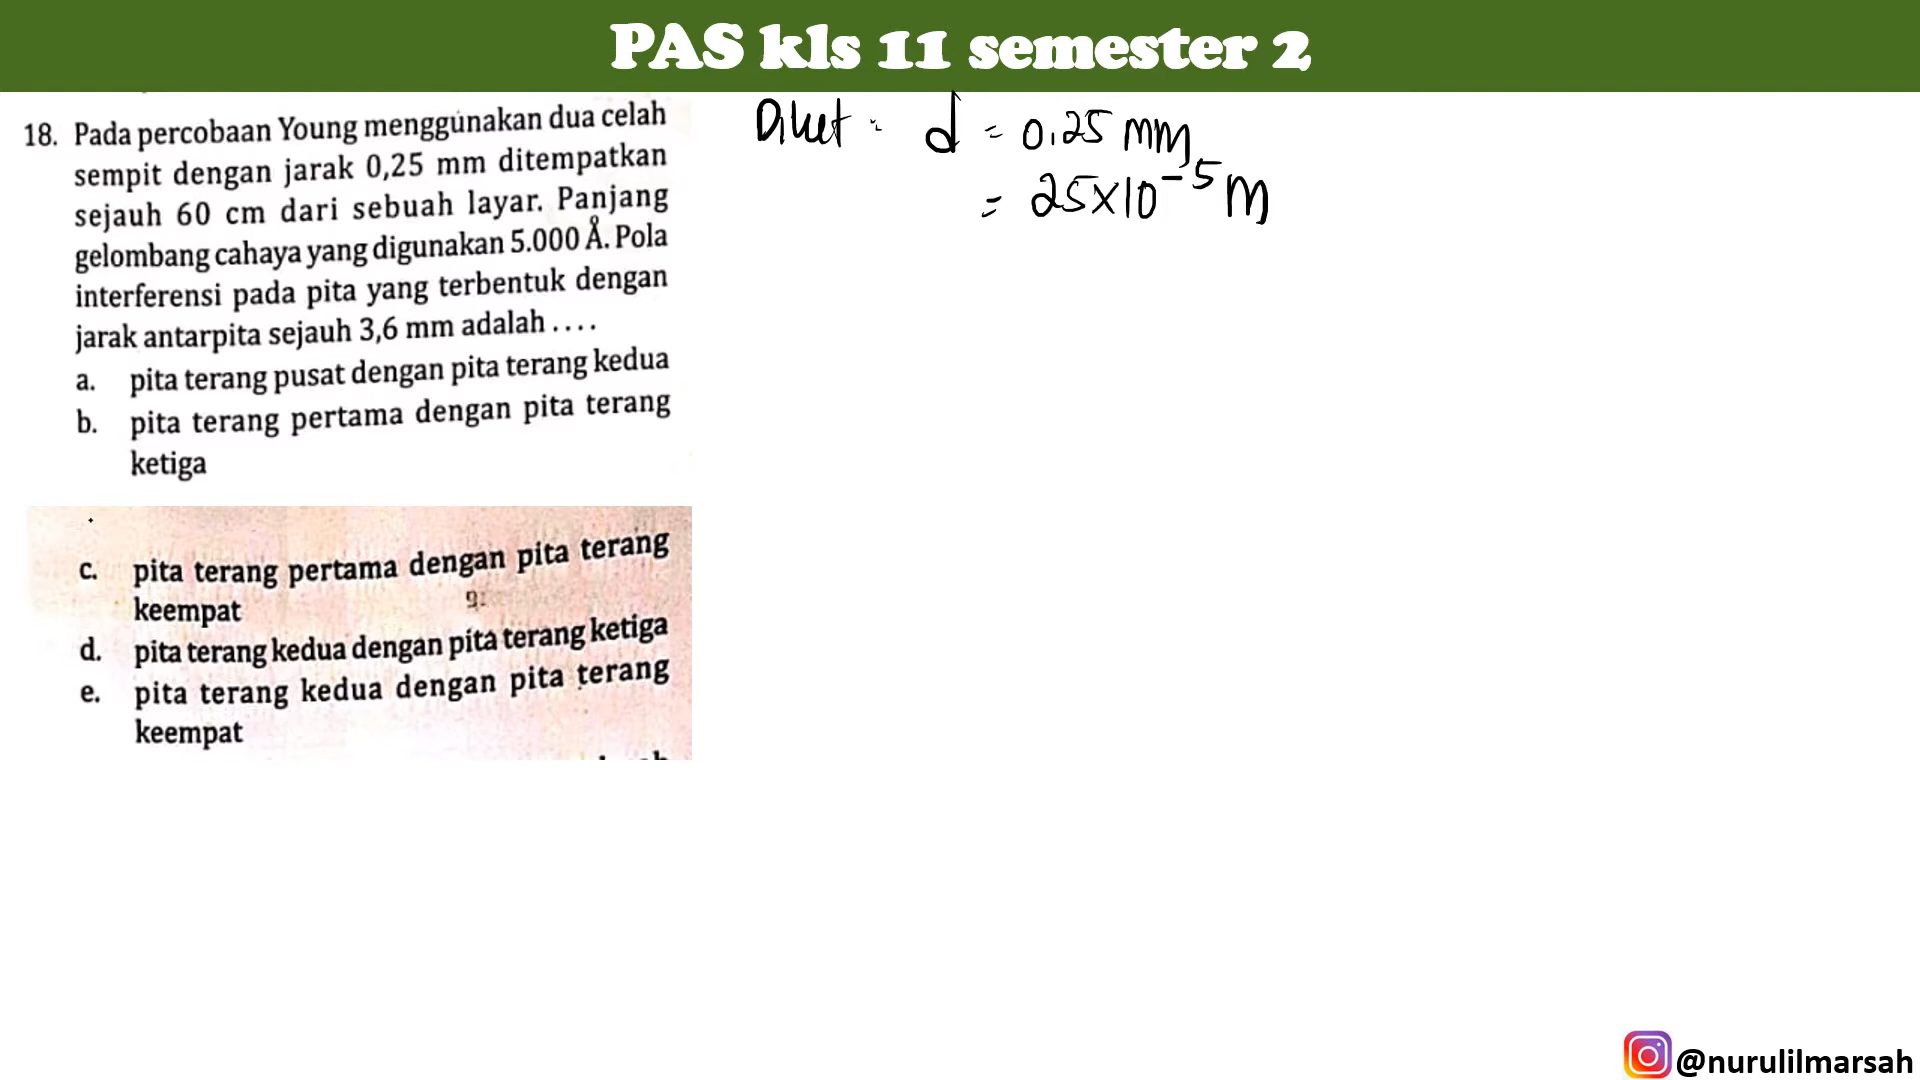 PAS kls 11 semester 2
18. Pada percobaan Young menggunakan dua celah
sempit dengan jarak 0,25 mm ditempatkan
sejauh 60 cm dari sebuah layar. Panjang
gelombang cahaya yang digunakan 5.000 Å. Pola
interferensi pada pita yang terbentuk dengan
jarak antarpita sejauh 3,6 mm adalah . . . .
a. pita terang pusat dengan pita terang kedua
b. pita terang pertama dengan pita terang
ketiga
c. pita terang pertama dengan pita terang
keempat
d. pita terang kedua dengan pita terang ketiga
e. pita terang kedua dengan pita terang
keempat
Diket : d = 0,25 mm
= 25×10⁻⁵ m
@nurulilmarsah